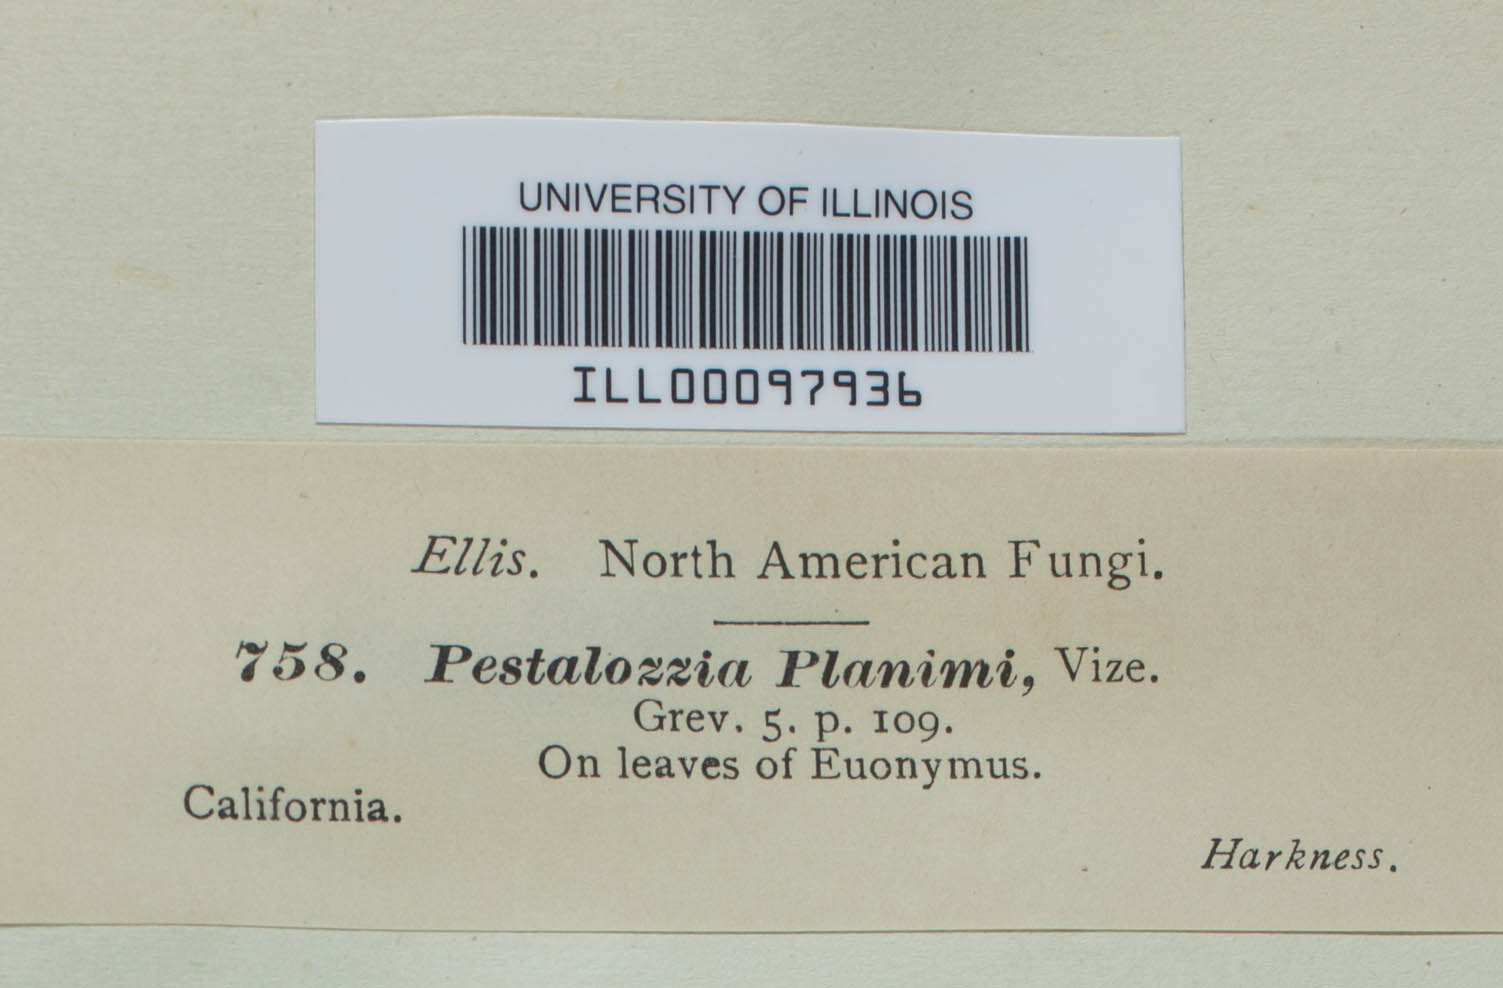 UNIVERSITY OF ILLINOIS
ILL00097936
Ellis. North American Fungi.
758. Pestalozzia Planimi, Vize.
Grev. 5. p. 109.
On leaves of Euonymus.
California.
Harkness.